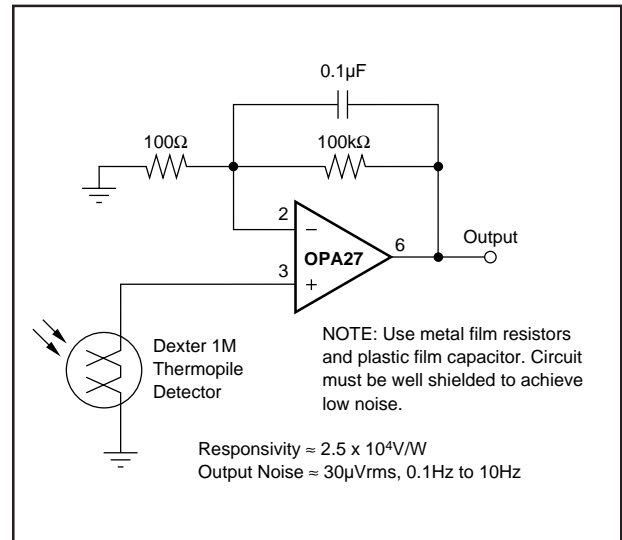 0.1µF
100Ω
100kΩ
2
−
6
Output
OPA27
3
+
Dexter 1M
Thermopile
Detector
NOTE: Use metal film resistors
and plastic film capacitor. Circuit
must be well shielded to achieve
low noise.
Responsivity ≈ 2.5 x 10⁴V/W
Output Noise ≈ 30µVrms, 0.1Hz to 10Hz